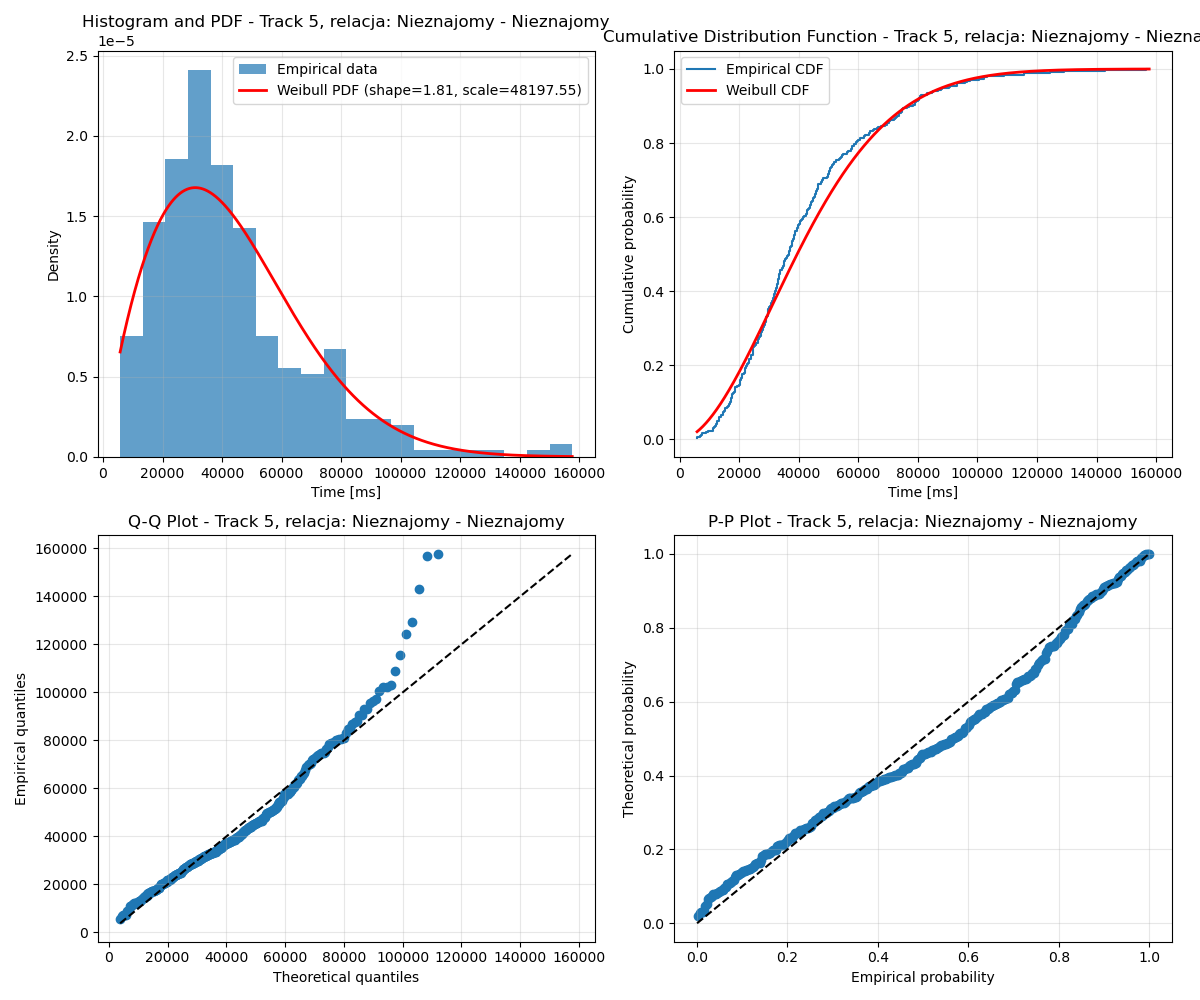 Histogram and PDF - Track 5, relacja: Nieznajomy - Nieznajomy
1e−5
2.5
2.0
1.5
1.0
0.5
0.0
Density
Empirical data
Weibull PDF (shape=1.81, scale=48197.55)
0 20000 40000 60000 80000 100000 120000 140000 160000
Time [ms]
Cumulative Distribution Function - Track 5, relacja: Nieznajomy - Niezna
1.0
0.8
0.6
0.4
0.2
0.0
Cumulative probability
Empirical CDF
Weibull CDF
0 20000 40000 60000 80000 100000 120000 140000 160000
Time [ms]
Q-Q Plot - Track 5, relacja: Nieznajomy - Nieznajomy
160000
140000
120000
100000
80000
60000
40000
20000
0
Empirical quantiles
0 20000 40000 60000 80000 100000 120000 140000 160000
Theoretical quantiles
P-P Plot - Track 5, relacja: Nieznajomy - Nieznajomy
1.0
0.8
0.6
0.4
0.2
0.0
Theoretical probability
0.0 0.2 0.4 0.6 0.8 1.0
Empirical probability